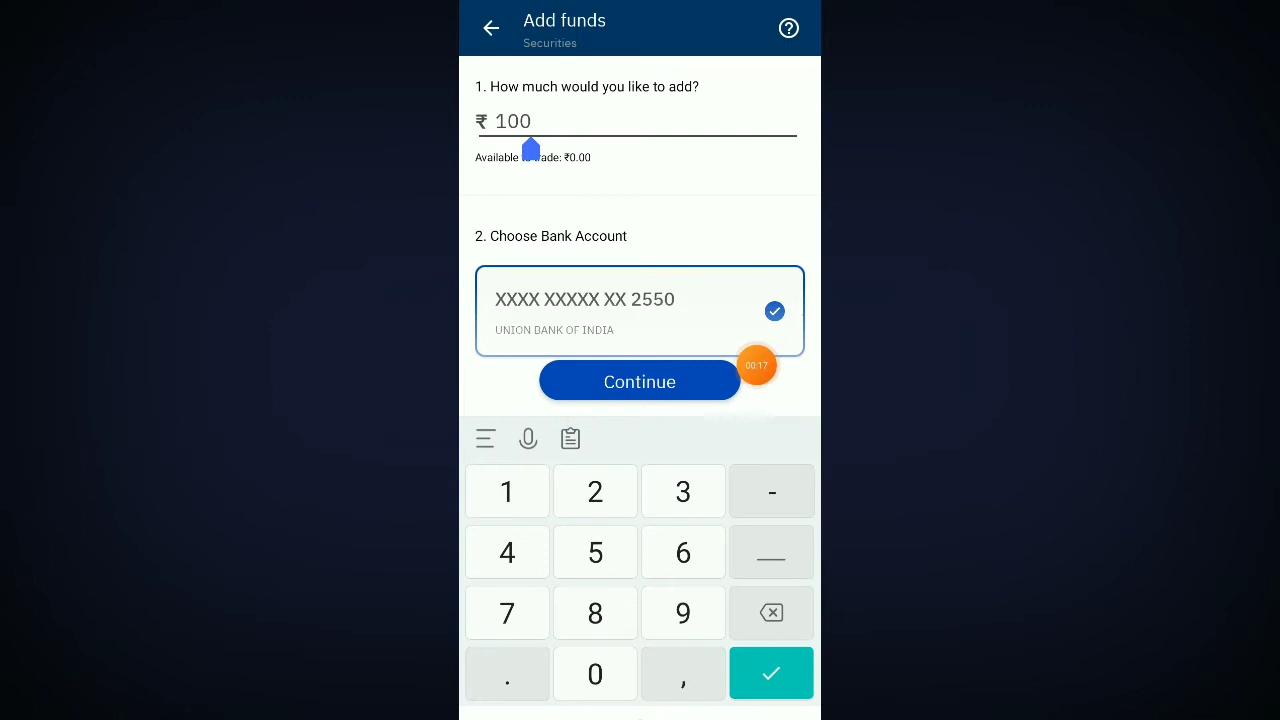 Add funds
Securities
1. How much would you like to add?
₹ 100
Available to trade: ₹0.00
2. Choose Bank Account
XXXX XXXXX XX 2550
UNION BANK OF INDIA
Continue
00:17
1 2 3 -
4 5 6 _
7 8 9
. 0 ,